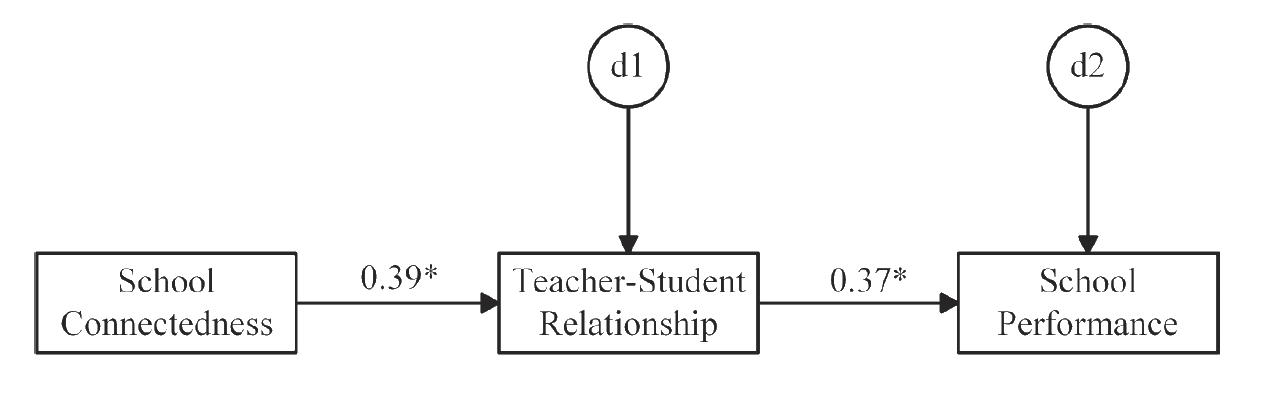 d1
d2
School
Connectedness
0.39*
Teacher-Student
Relationship
0.37*
School
Performance